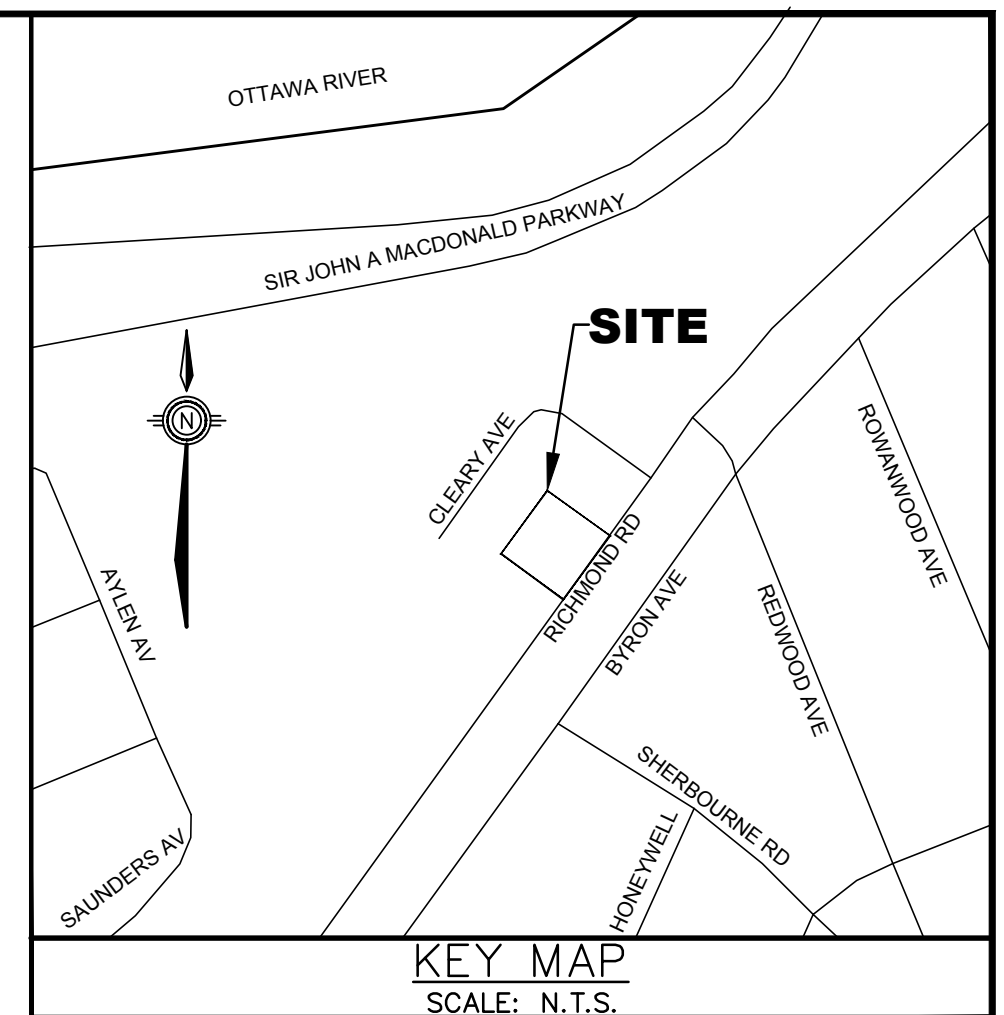 OTTAWA RIVER
SIR JOHN A MACDONALD PARKWAY
SITE
N
CLEARY AVE
ROWANWOOD AVE
RICHMOND RD
BYRON AVE
AYLEN AV
REDWOOD AVE
SHERBOURNE RD
HONEYWELL
SAUNDERS AV
KEY MAP
SCALE: N.T.S.